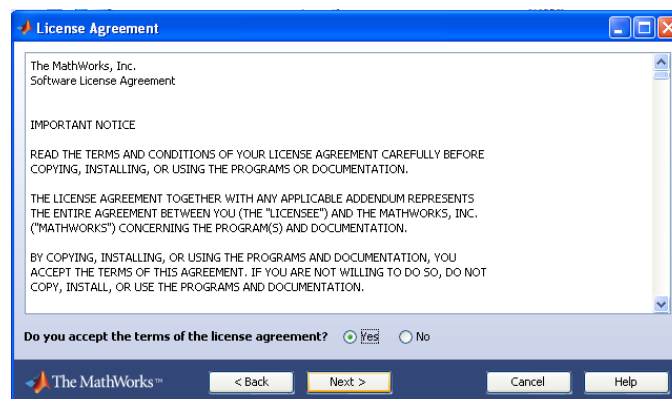 License Agreement
The MathWorks, Inc.
Software License Agreement
IMPORTANT NOTICE
READ THE TERMS AND CONDITIONS OF YOUR LICENSE AGREEMENT CAREFULLY BEFORE
COPYING, INSTALLING, OR USING THE PROGRAMS OR DOCUMENTATION.
THE LICENSE AGREEMENT TOGETHER WITH ANY APPLICABLE ADDENDUM REPRESENTS
THE ENTIRE AGREEMENT BETWEEN YOU (THE "LICENSEE") AND THE MATHWORKS, INC.
("MATHWORKS") CONCERNING THE PROGRAM(S) AND DOCUMENTATION.
BY COPYING, INSTALLING, OR USING THE PROGRAMS AND DOCUMENTATION, YOU
ACCEPT THE TERMS OF THIS AGREEMENT. IF YOU ARE NOT WILLING TO DO SO, DO NOT
COPY, INSTALL, OR USE THE PROGRAMS AND DOCUMENTATION.
Do you accept the terms of the license agreement? Yes No
The MathWorks™ < Back Next > Cancel Help